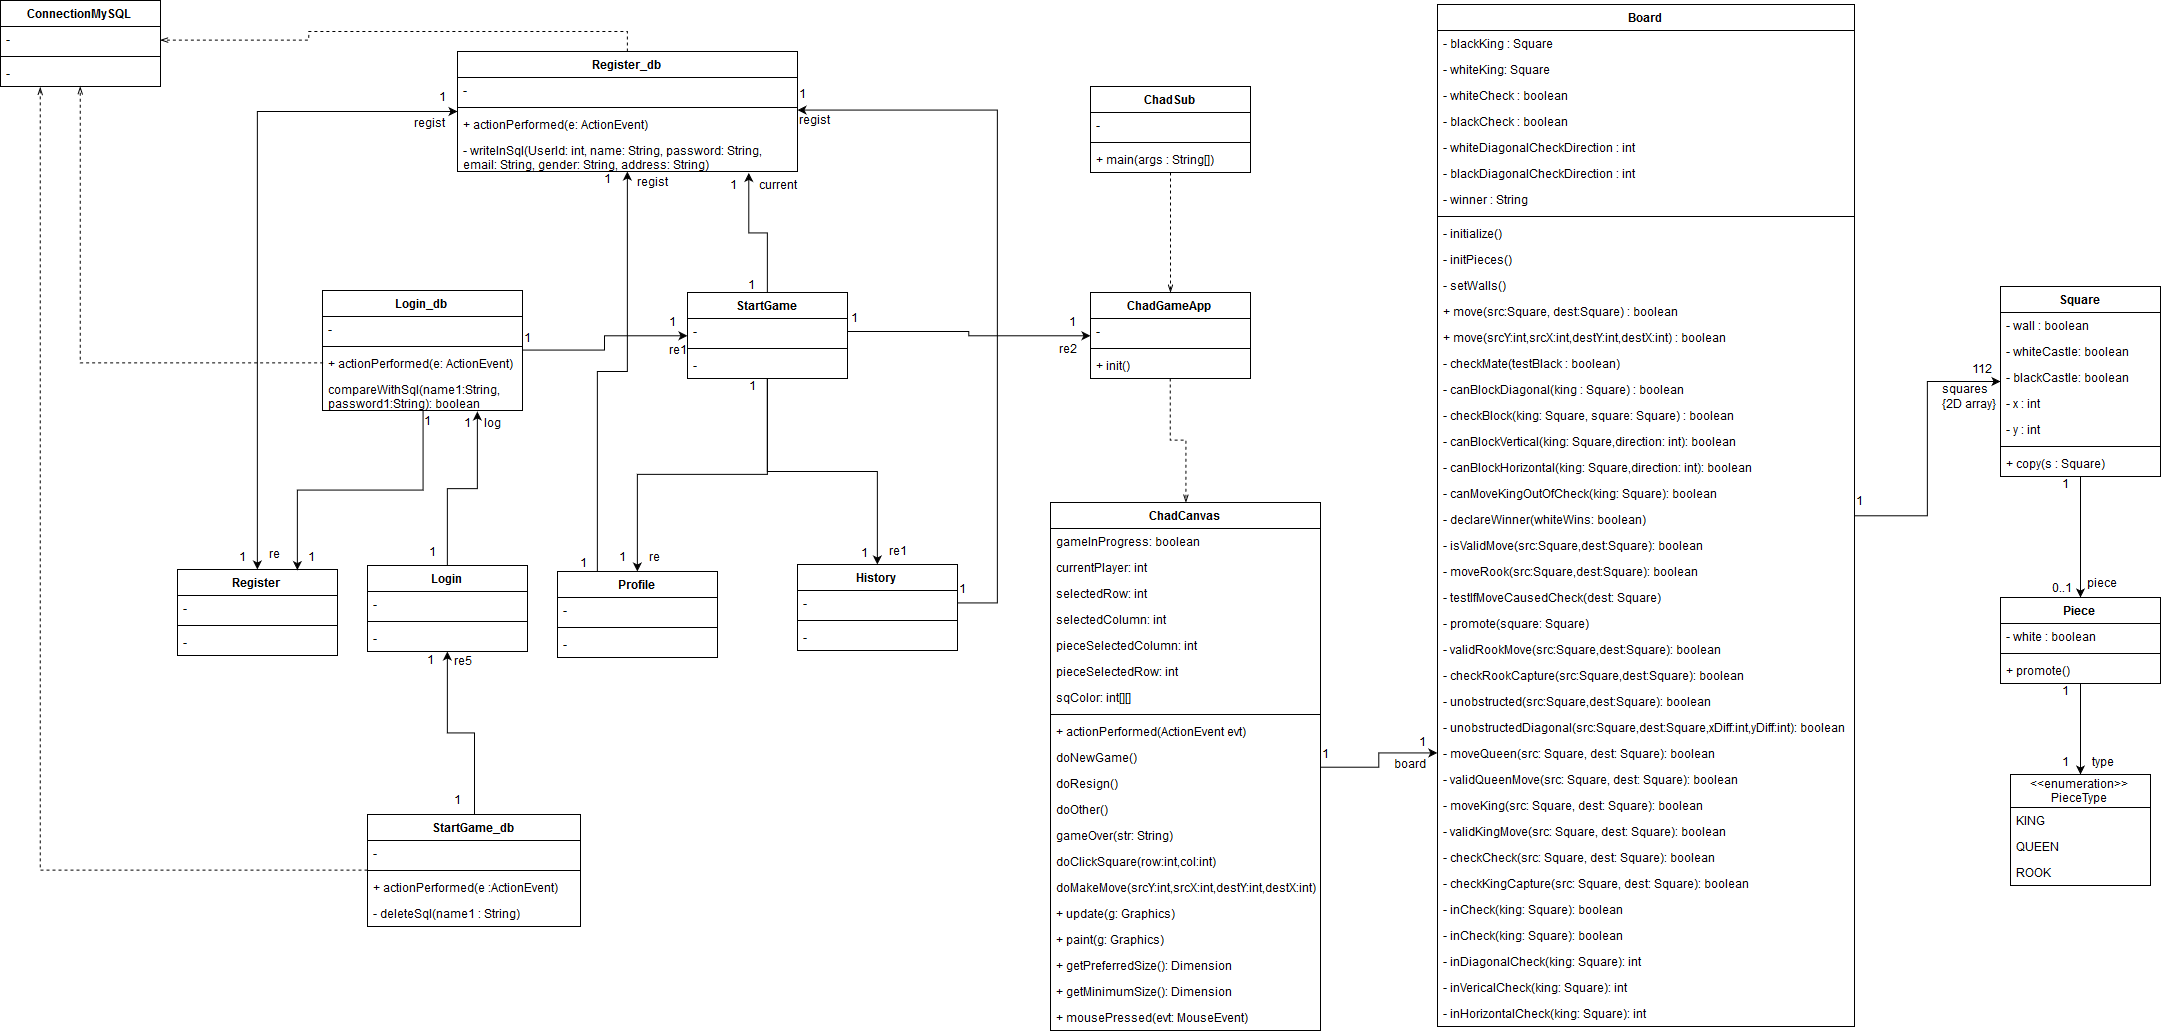 ConnectionMySQL
-
-
Register_db
-
+ actionPerformed(e: ActionEvent)
- writeInSql(UserId: int, name: String, password: String,
email: String, gender: String, address: String)
1
regist
1
regist
1
regist
1
current
ChadSub
-
+ main(args : String[])
Login_db
-
+ actionPerformed(e: ActionEvent)
compareWithSql(name1:String,
password1:String): boolean
1
1
re1
1
StartGame
-
-
1
1
1
re2
ChadGameApp
-
+ init()
1
1
log
1
re
1
Register
-
-
1
Login
-
-
1
re5
1
1
re
Profile
-
-
1
re1
History
-
-
1
1
StartGame_db
-
+ actionPerformed(e :ActionEvent)
- deleteSql(name1 : String)
ChadCanvas
gameInProgress: boolean
currentPlayer: int
selectedRow: int
selectedColumn: int
pieceSelectedColumn: int
pieceSelectedRow: int
sqColor: int[][]
+ actionPerformed(ActionEvent evt)
doNewGame()
doResign()
doOther()
gameOver(str: String)
doClickSquare(row:int,col:int)
doMakeMove(srcY:int,srcX:int,destY:int,destX:int)
+ update(g: Graphics)
+ paint(g: Graphics)
+ getPreferredSize(): Dimension
+ getMinimumSize(): Dimension
+ mousePressed(evt: MouseEvent)
1
1
board
Board
- blackKing : Square
- whiteKing: Square
- whiteCheck : boolean
- blackCheck : boolean
- whiteDiagonalCheckDirection : int
- blackDiagonalCheckDirection : int
- winner : String
- initialize()
- initPieces()
- setWalls()
+ move(src:Square, dest:Square) : boolean
+ move(srcY:int,srcX:int,destY:int,destX:int) : boolean
- checkMate(testBlack : boolean)
- canBlockDiagonal(king : Square) : boolean
- checkBlock(king: Square, square: Square) : boolean
- canBlockVertical(king: Square,direction: int): boolean
- canBlockHorizontal(king: Square,direction: int): boolean
- canMoveKingOutOfCheck(king: Square): boolean
- declareWinner(whiteWins: boolean)
- isValidMove(src:Square,dest:Square): boolean
- moveRook(src:Square,dest:Square): boolean
- testIfMoveCausedCheck(dest: Square)
- promote(square: Square)
- validRookMove(src:Square,dest:Square): boolean
- checkRookCapture(src:Square,dest:Square): boolean
- unobstructed(src:Square,dest:Square): boolean
- unobstructedDiagonal(src:Square,dest:Square,xDiff:int,yDiff:int): boolean
- moveQueen(src: Square, dest: Square): boolean
- validQueenMove(src: Square, dest: Square): boolean
- moveKing(src: Square, dest: Square): boolean
- validKingMove(src: Square, dest: Square): boolean
- checkCheck(src: Square, dest: Square): boolean
- checkKingCapture(src: Square, dest: Square): boolean
- inCheck(king: Square): boolean
- inCheck(king: Square): boolean
- inDiagonalCheck(king: Square): int
- inVericalCheck(king: Square): int
- inHorizontalCheck(king: Square): int
1
112
squares
{2D array}
Square
- wall : boolean
- whiteCastle: boolean
- blackCastle: boolean
- x : int
- y : int
+ copy(s : Square)
1
0..1
piece
Piece
- white : boolean
+ promote()
1
1
type
<<enumeration>>
PieceType
KING
QUEEN
ROOK